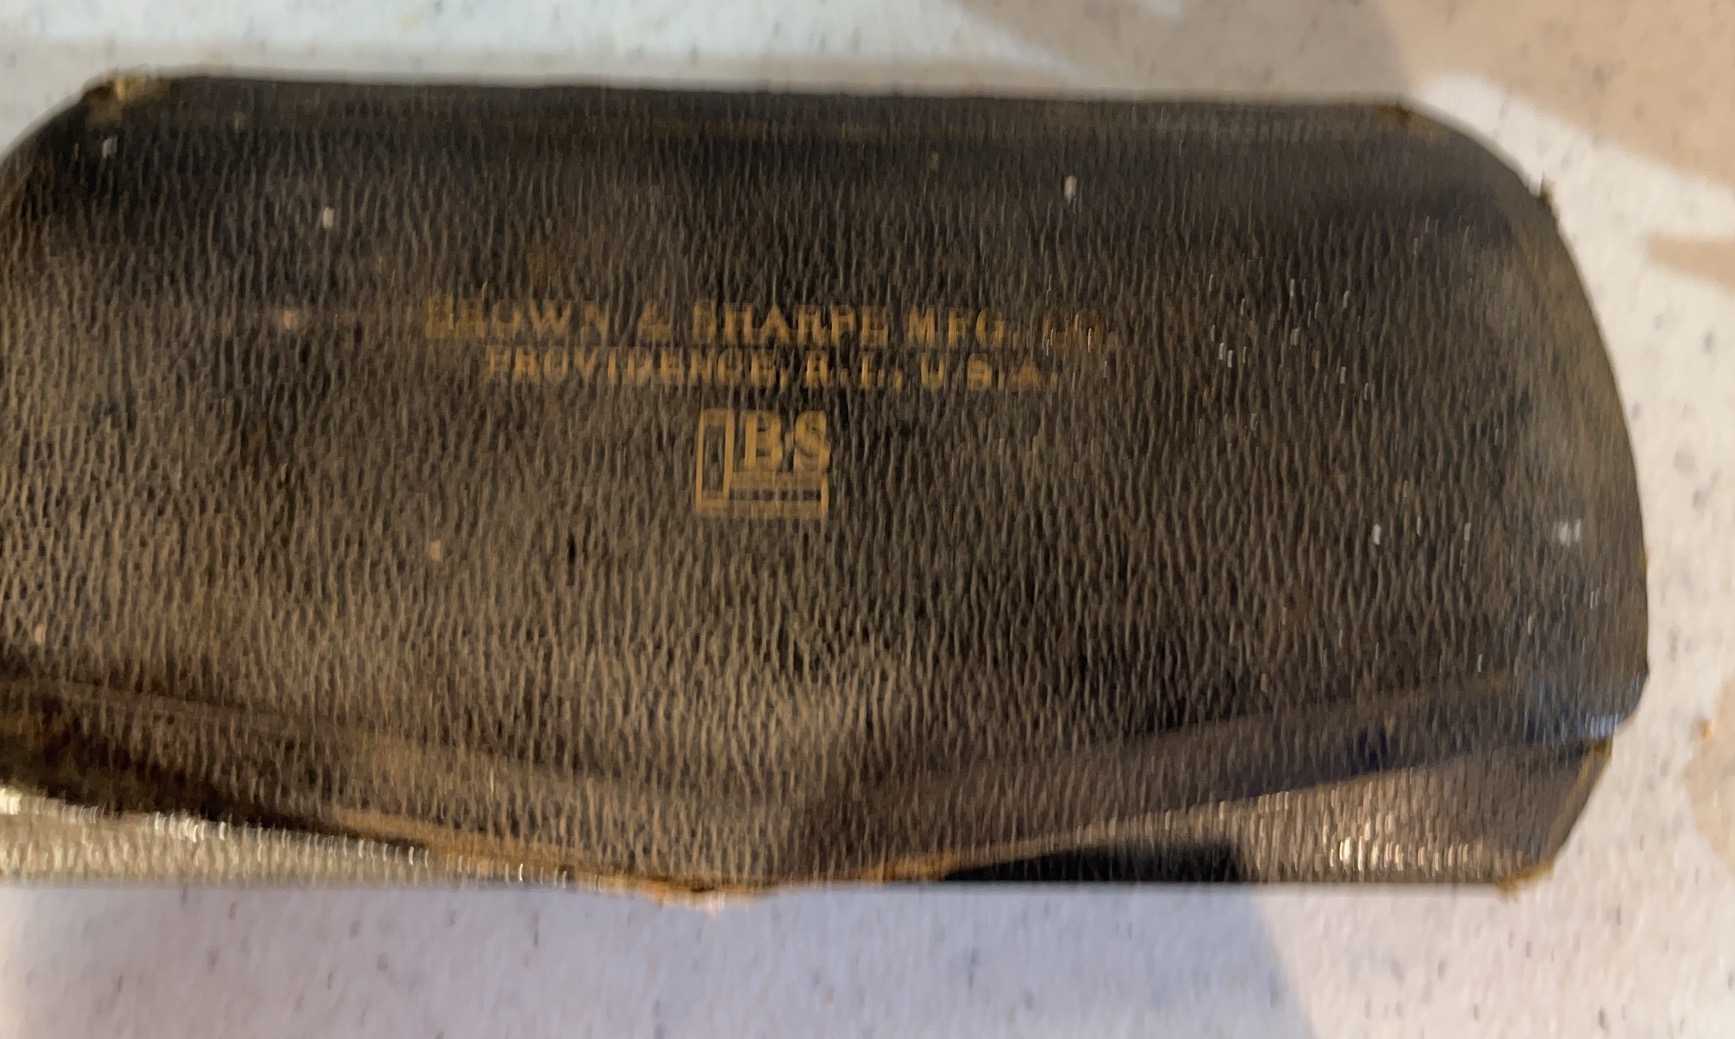 BROWN & SHARPE MFG. CO.
PROVIDENCE, R.I., U.S.A.
BS